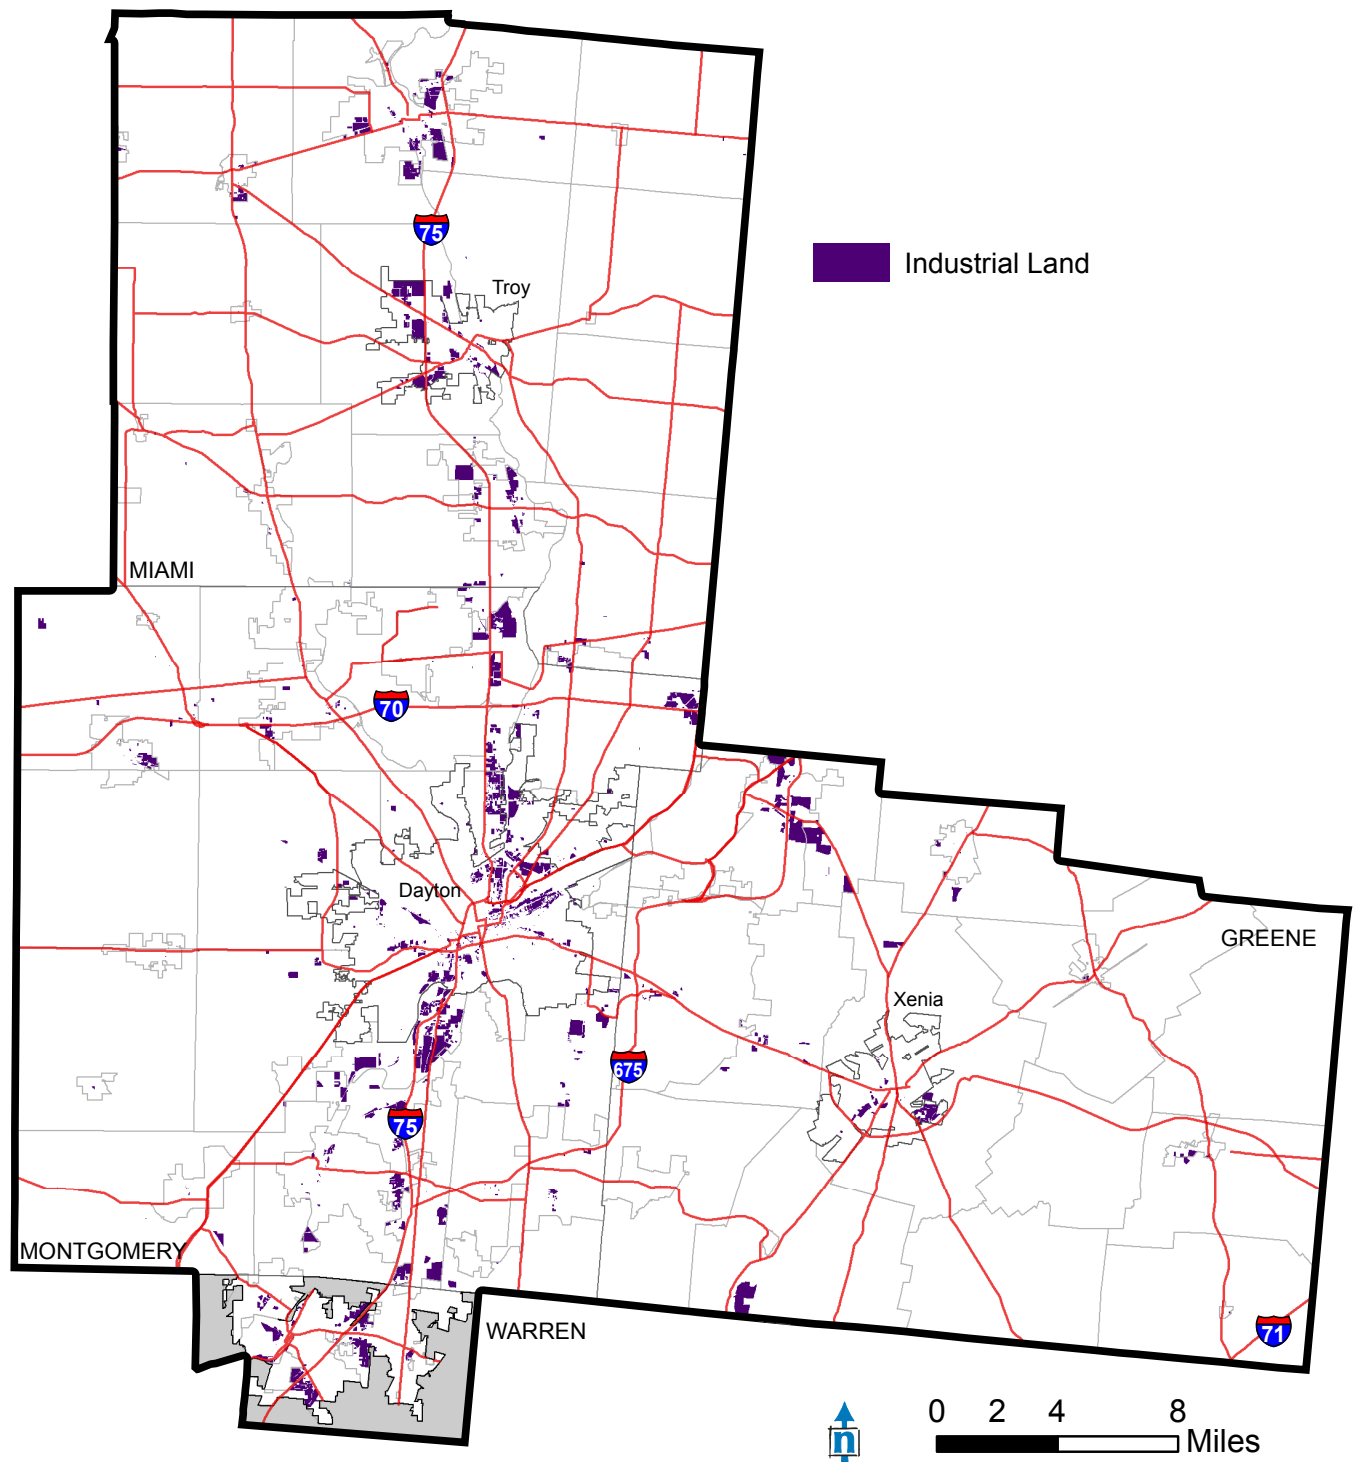 75
Industrial Land
Troy
MIAMI
70
Dayton
GREENE
Xenia
675
75
MONTGOMERY
WARREN
71
n
0 2 4 8
Miles